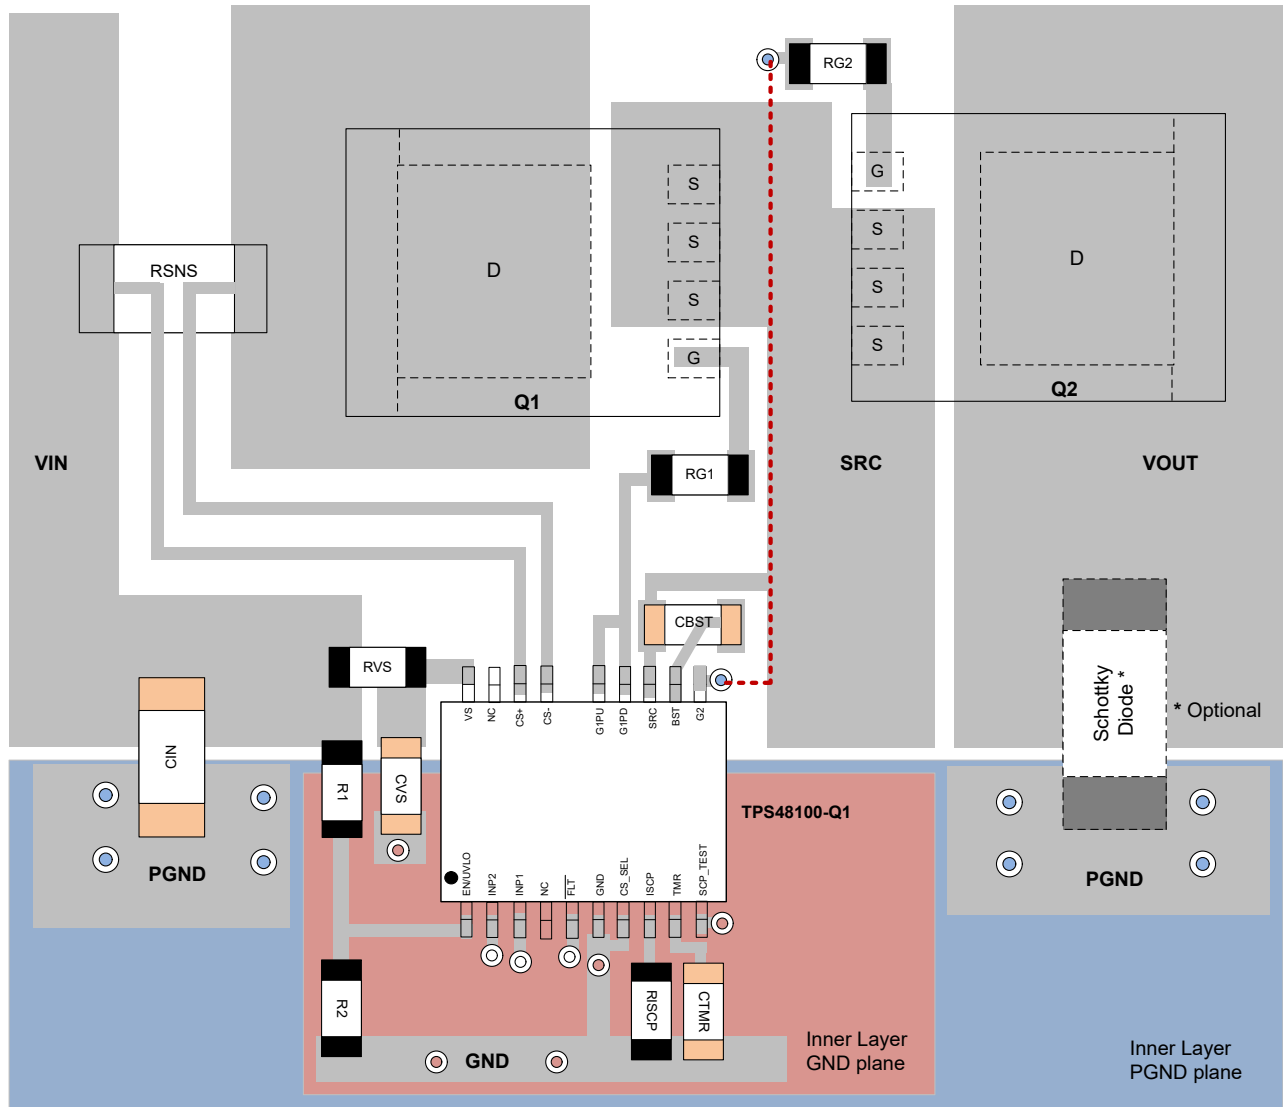 RG2
G
S
S
S
S
RSNS
D
D
S
S
S
G
Q1
Q2
VIN
RG1
SRC
VOUT
CBST
RVS
VS
NC
CS+
CS-
G1PU
G1PD
SRC
BST
G2
Schottky
Diode *
* Optional
CIN
R1
CVS
TPS48100-Q1
PGND
PGND
EN/UVLO
INP2
INP1
NC
FLT
GND
CS_SEL
ISCP
TMR
SCP_TEST
R2
RISCP
CTMR
GND
Inner Layer
GND plane
Inner Layer
PGND plane